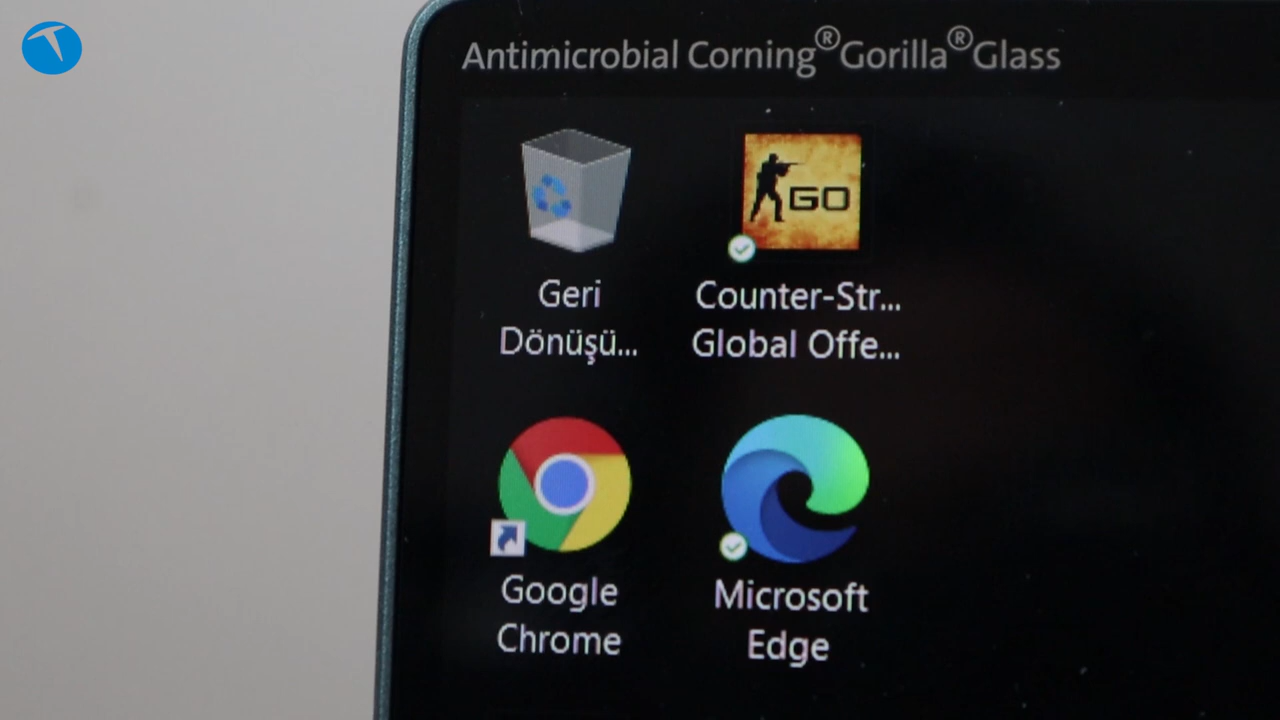 Antimicrobial Corning®Gorilla®Glass
GO
Geri
Dönüşü...
Counter-Str...
Global Offe...
Google
Chrome
Microsoft
Edge